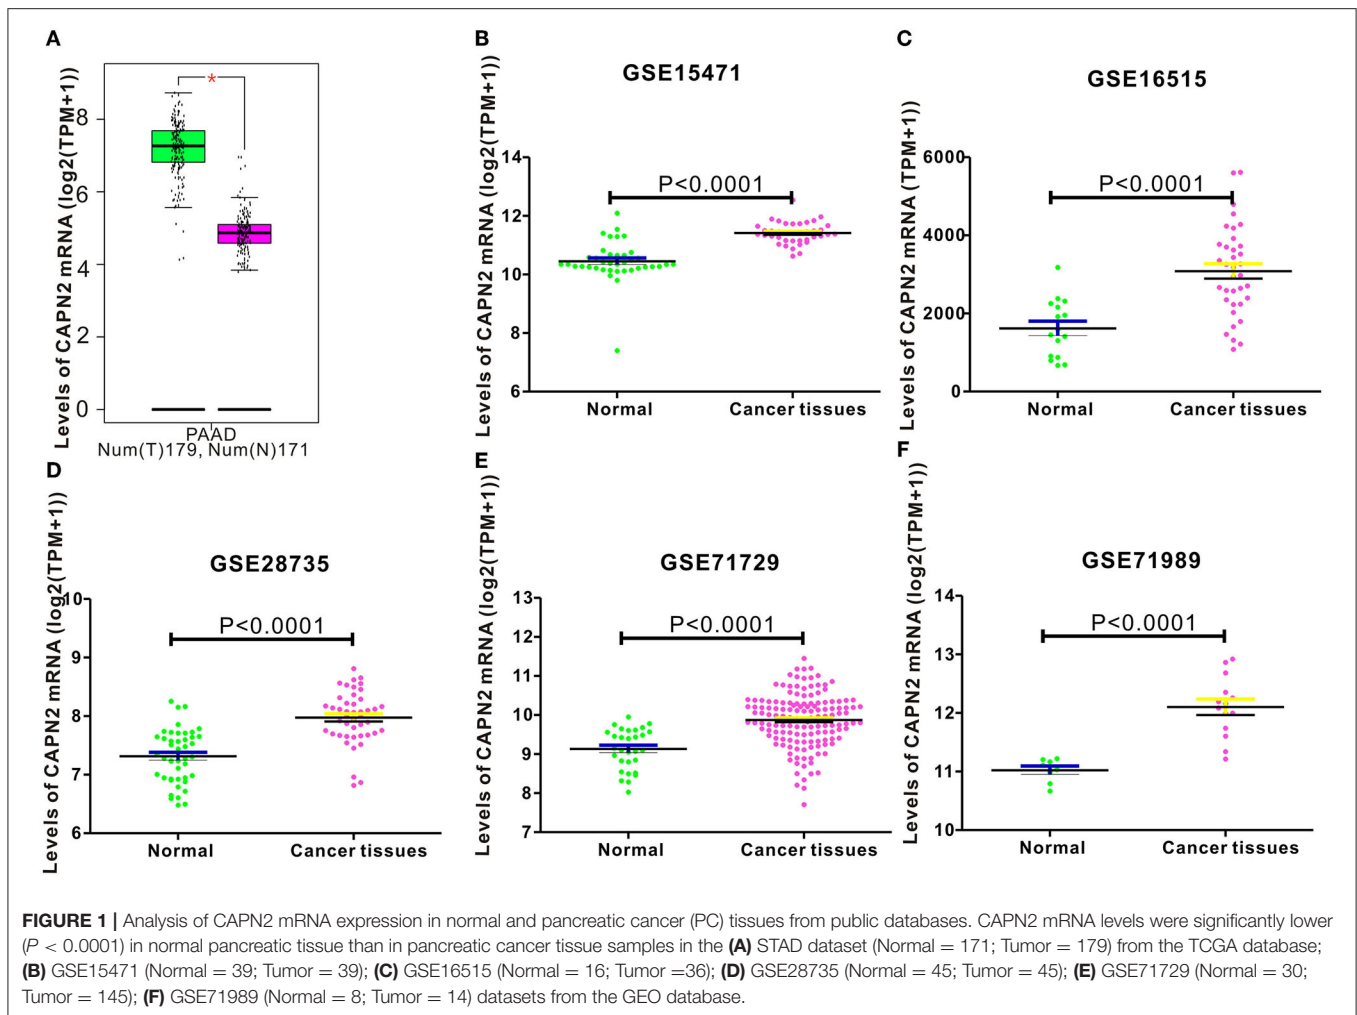 A
Levels of CAPN2 mRNA (log2(TPM+1))
8
6
4
2
0
*
PAAD
Num(T)179, Num(N)171
B
GSE15471
Levels of CAPN2 mRNA (log2(TPM+1))
14
12
10
8
6
P<0.0001
Normal
Cancer tissues
C
GSE16515
Levels of CAPN2 mRNA (TPM+1))
6000
4000
2000
0
P<0.0001
Normal
Cancer tissues
D
GSE28735
Levels of CAPN2 mRNA (log2(TPM+1))
10
9
8
7
6
P<0.0001
Normal
Cancer tissues
E
GSE71729
Levels of CAPN2 mRNA (log2(TPM+1))
13
12
11
10
9
8
7
P<0.0001
Normal
Cancer tissues
F
GSE71989
Levels of CAPN2 mRNA (log2(TPM+1))
14
13
12
11
10
P<0.0001
Normal
Cancer tissues
FIGURE 1 | Analysis of CAPN2 mRNA expression in normal and pancreatic cancer (PC) tissues from public databases. CAPN2 mRNA levels were significantly lower
(P < 0.0001) in normal pancreatic tissue than in pancreatic cancer tissue samples in the (A) STAD dataset (Normal = 171; Tumor = 179) from the TCGA database;
(B) GSE15471 (Normal = 39; Tumor = 39); (C) GSE16515 (Normal = 16; Tumor =36); (D) GSE28735 (Normal = 45; Tumor = 45); (E) GSE71729 (Normal = 30;
Tumor = 145); (F) GSE71989 (Normal = 8; Tumor = 14) datasets from the GEO database.